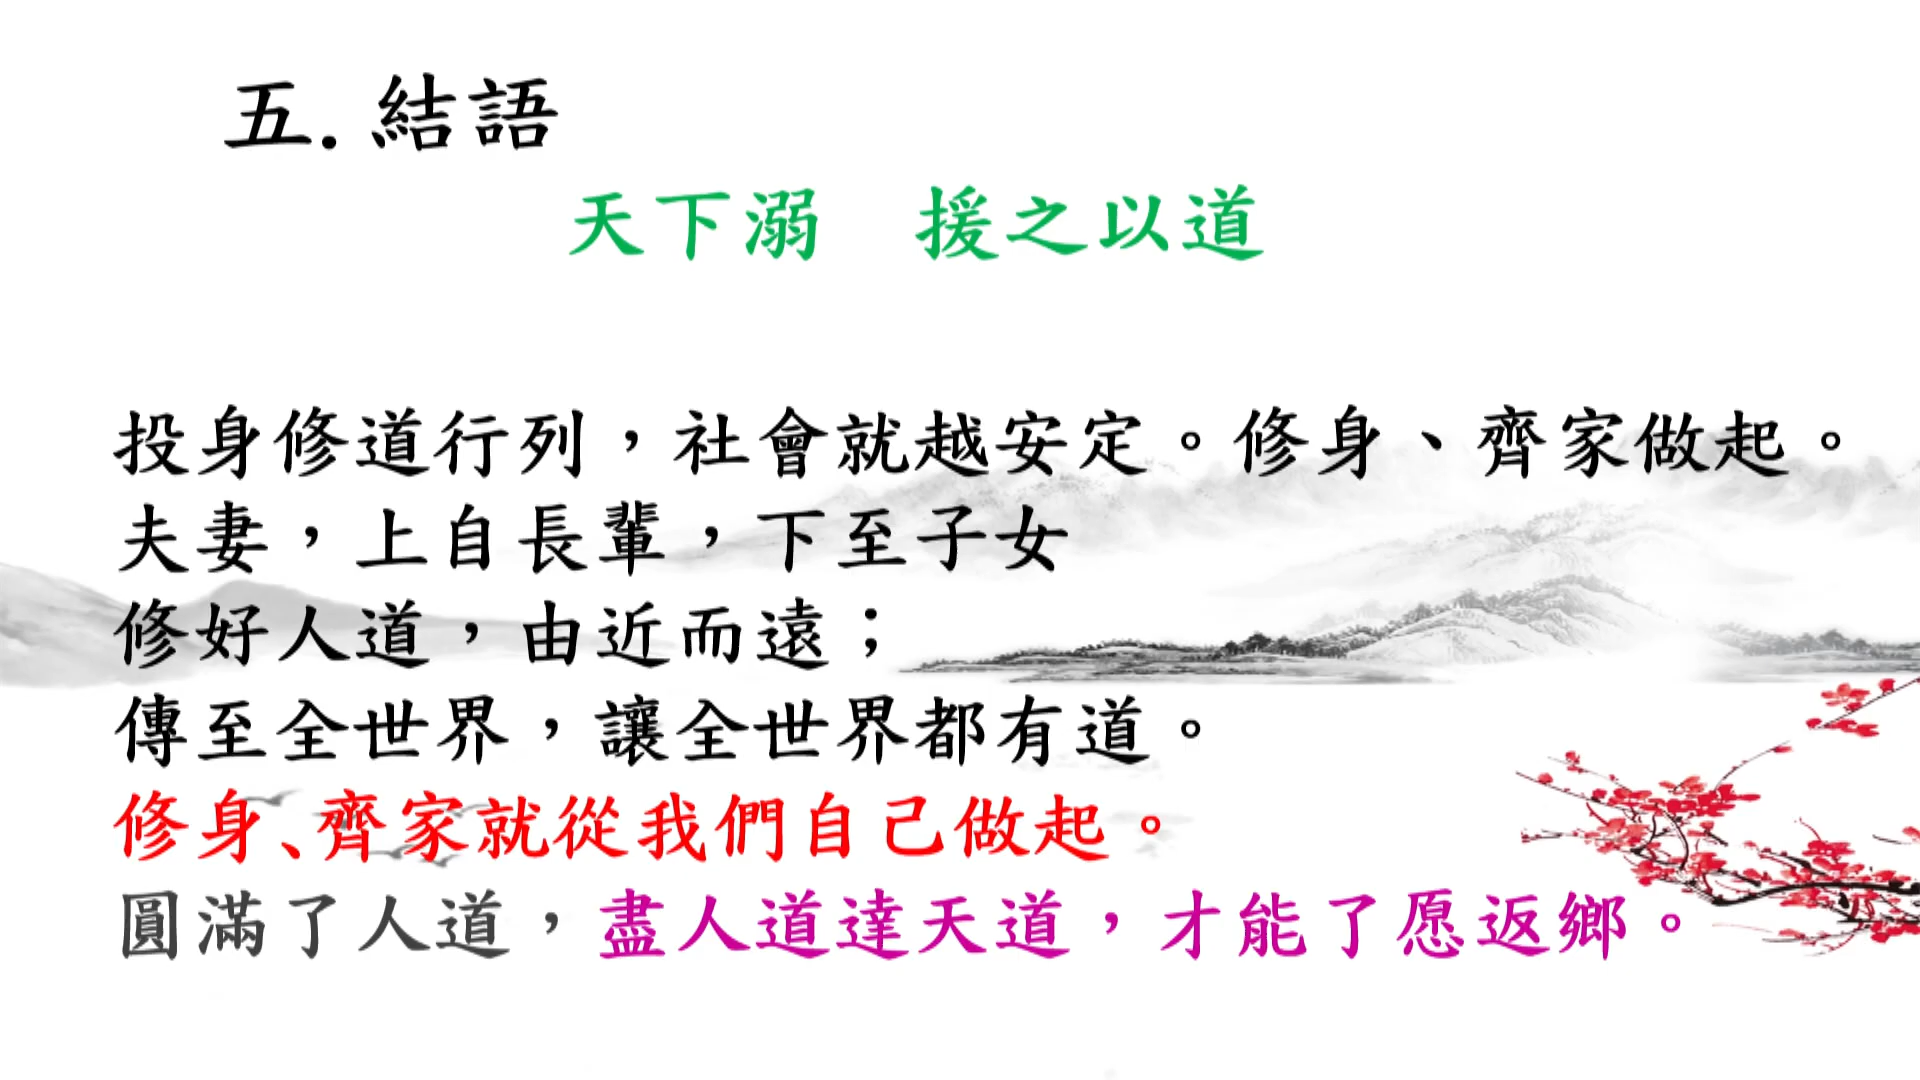 五.結語
天下溺　援之以道
投身修道行列，社會就越安定。修身、齊家做起。
夫妻，上自長輩，下至子女
修好人道，由近而遠；
傳至全世界，讓全世界都有道。
修身、齊家就從我們自己做起。
圓滿了人道，盡人道達天道，才能了愿返鄉。